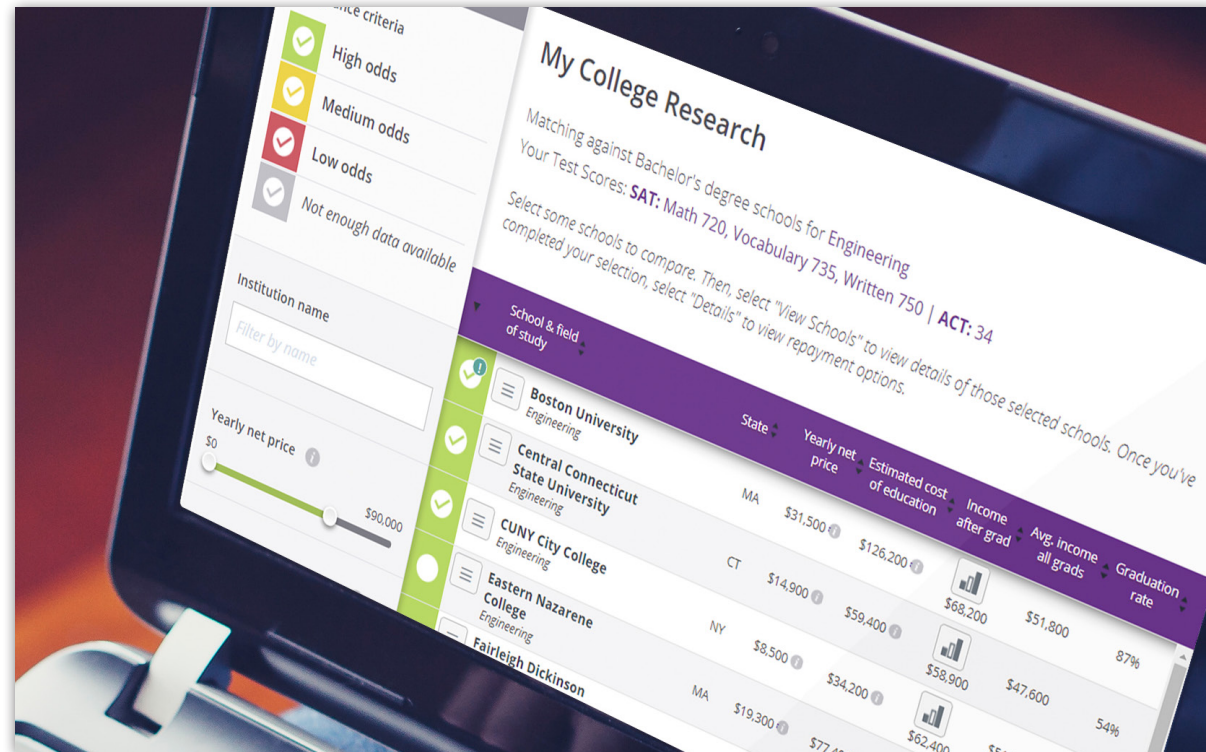 criteria
High odds
Medium odds
Low odds
Not enough data available
Institution name
Filter by name
Yearly net price
$0
$90,000
My College Research
Matching against Bachelor's degree schools for Engineering
Your Test Scores: SAT: Math 720, Vocabulary 735, Written 750 | ACT: 34
Select some schools to compare. Then, select "View Schools" to view details of those selected schools. Once you've
completed your selection, select "Details" to view repayment options.
School & field
of study
State
Yearly net
price
Estimated cost
of education
Income
after grad
Avg. income
all grads
Graduation
rate
Boston University
Engineering
MA
$31,500
$126,200
$68,200
$51,800
87%
Central Connecticut
State University
Engineering
CT
$14,900
$59,400
$58,900
$47,600
54%
CUNY City College
Engineering
NY
$8,500
$34,200
$62,400
Eastern Nazarene
College
Engineering
MA
$19,300
Fairleigh Dickinson